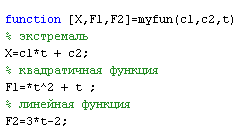 function [X,F1,F2]=myfun(c1,c2,t)
% экстремаль
X=c1*t + c2;
% квадратичная функция
F1=*t^2 + t ;
% линейная функция
F2=3*t-2;